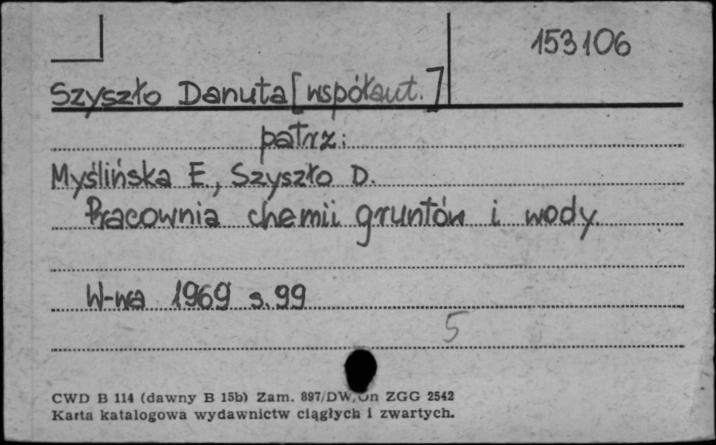 153106
Szyszło Danuta [współaut.]
patrz:
Myślińska E., Szyszło D.
Pracownia chemii gruntów i wody
W-wa 1969 s. 99
5
CWD B 114 (dawny B 15b) Zam. 897/DW/Un ZGG 2542
Karta katalogowa wydawnictw ciągłych i zwartych.